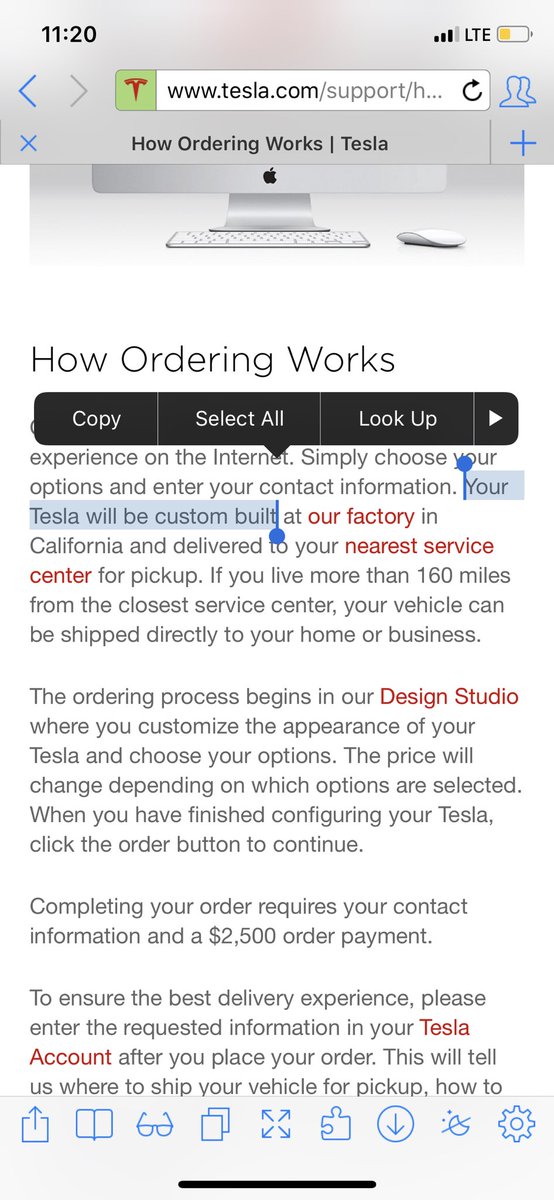 11:20
LTE
www.tesla.com/support/h...
How Ordering Works | Tesla
How Ordering Works
Copy
Select All
Look Up
experience on the Internet. Simply choose your
options and enter your contact information. Your
Tesla will be custom built at our factory in
California and delivered to your nearest service
center for pickup. If you live more than 160 miles
from the closest service center, your vehicle can
be shipped directly to your home or business.
The ordering process begins in our Design Studio
where you customize the appearance of your
Tesla and choose your options. The price will
change depending on which options are selected.
When you have finished configuring your Tesla,
click the order button to continue.
Completing your order requires your contact
information and a $2,500 order payment.
To ensure the best delivery experience, please
enter the requested information in your Tesla
Account after you place your order. This will tell
us where to ship your vehicle for pickup, how to